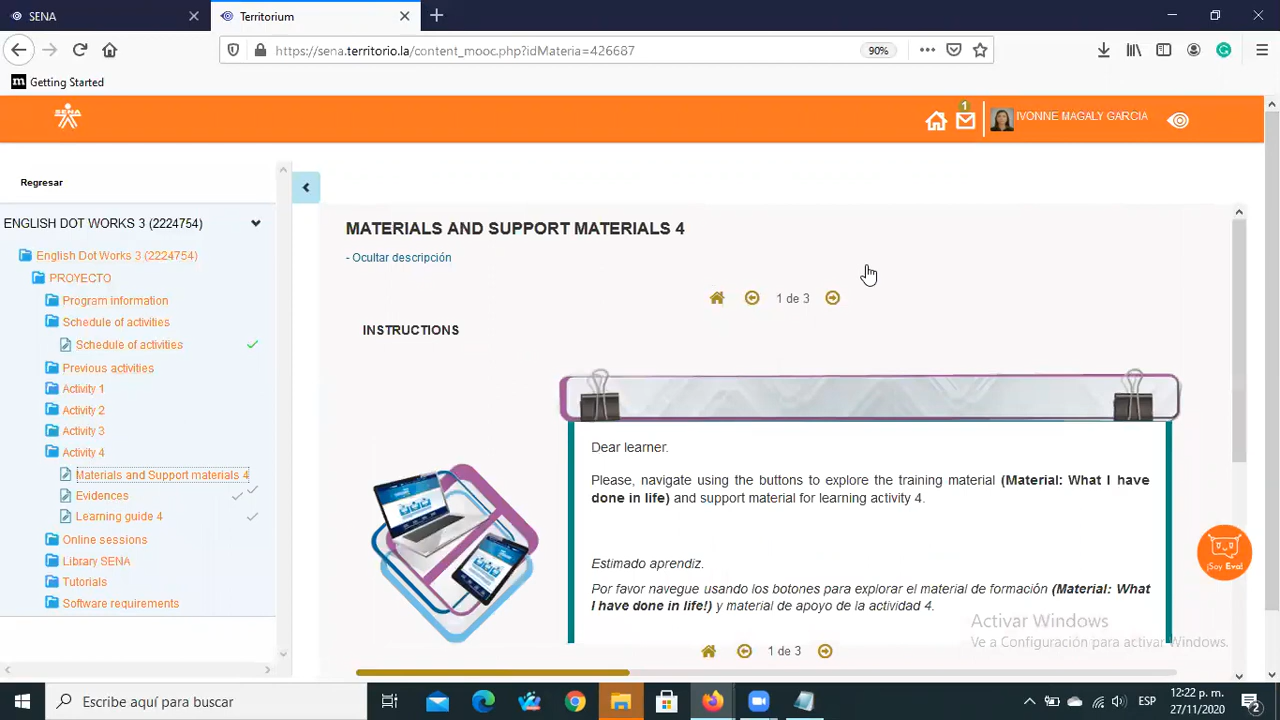 SENA
Territorium
https://sena.territorio.la/content_mooc.php?idMateria=426687
90%
Getting Started
SENA
1
IVONNE MAGALY GARCIA
Regresar
ENGLISH DOT WORKS 3 (2224754)
English Dot Works 3 (2224754)
PROYECTO
Program information
Schedule of activities
Schedule of activities
Previous activities
Activity 1
Activity 2
Activity 3
Activity 4
Materials and Support materials 4
Evidences
Learning guide 4
Online sessions
Library SENA
Tutorials
Software requirements
MATERIALS AND SUPPORT MATERIALS 4
- Ocultar descripción
1 de 3
INSTRUCTIONS
Dear learner.
Please, navigate using the buttons to explore the training material (Material: What I have
done in life) and support material for learning activity 4.
Estimado aprendiz.
Por favor navegue usando los botones para explorar el material de formación (Material: What
I have done in life!) y material de apoyo de la actividad 4.
1 de 3
¡Soy Eva!
Activar Windows
Ve a Configuración para activar Windows.
Escribe aquí para buscar
ESP
12:22 p. m.
27/11/2020
2